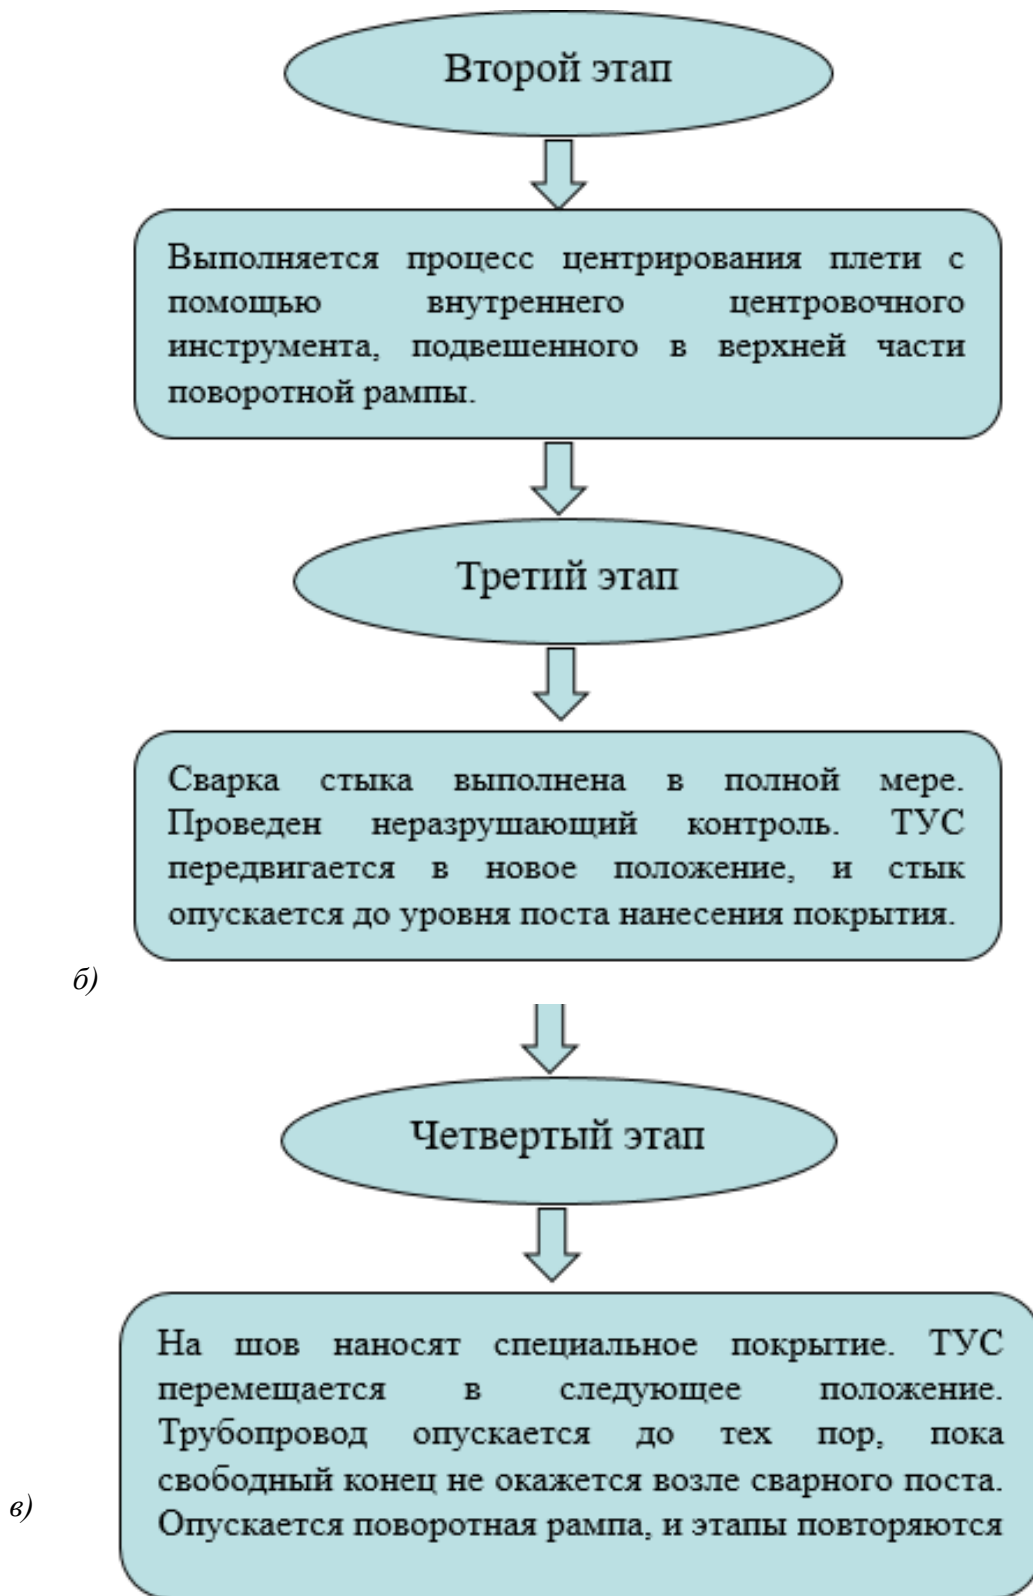 Второй этап
Выполняется процесс центрирования плети с
помощью внутреннего центровочного
инструмента, подвешенного в верхней части
поворотной рампы.
Третий этап
Сварка стыка выполнена в полной мере.
Проведен неразрушающий контроль. ТУС
передвигается в новое положение, и стык
опускается до уровня поста нанесения покрытия.
б)
Четвертый этап
На шов наносят специальное покрытие. ТУС
перемещается в следующее положение.
Трубопровод опускается до тех пор, пока
свободный конец не окажется возле сварного поста.
в)
Опускается поворотная рампа, и этапы повторяются